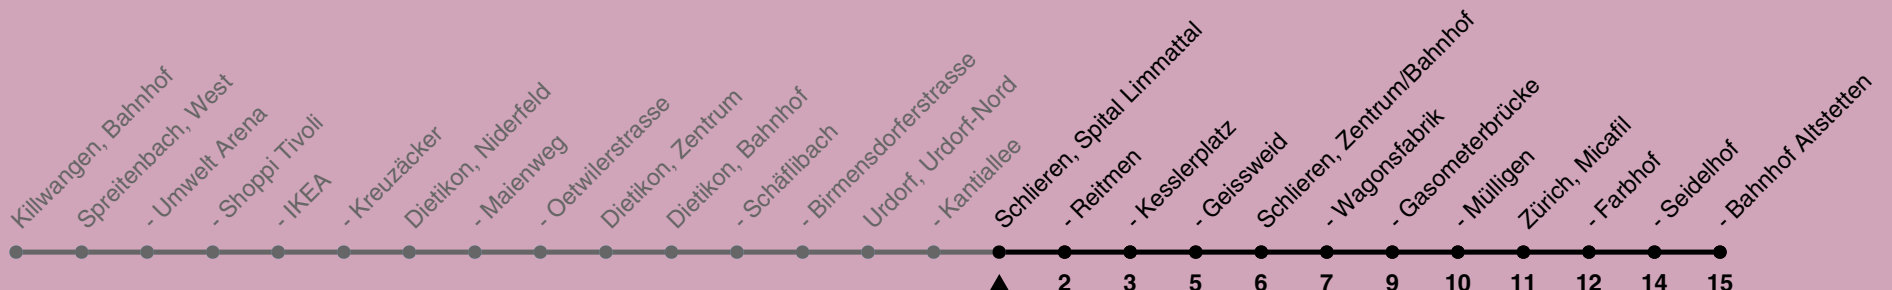 Killwangen, Bahnhof
Spreitenbach, West
- Umwelt Arena
- Shoppi Tivoli
- IKEA
- Kreuzäcker
Dietikon, Niderfeld
- Maienweg
- Oetwilerstrasse
Dietikon, Zentrum
Dietikon, Bahnhof
- Schäflibach
- Birmensdorferstrasse
Urdorf, Urdorf-Nord
- Kantiallee
Schlieren, Spital Limmattal
- Reitmen
- Kesslerplatz
- Geissweid
Schlieren, Zentrum/Bahnhof
- Wagonsfabrik
- Gasometerbrücke
- Mülligen
Zürich, Micafil
- Farbhof
- Seidelhof
- Bahnhof Altstetten
2 3 5 6 7 9 10 11 12 14 15